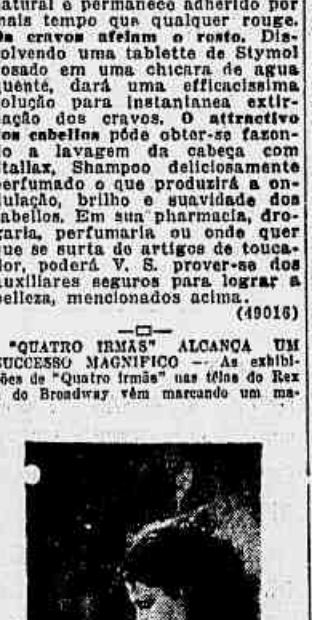 natural e permanece adherido por
mais tempo que qualquer rouge.
Os cravos afeiam o rosto. Dis-
solvendo uma tablette de Stymol
dosado em uma chicara de agua
quente, dará uma efficacissima
solução para instantanea extir-
pação dos cravos. O attractivo
dos cabellos póde obter-se fazen-
do a lavagem da cabeça com
Stallax, Shampoo deliciosamente
perfumado o que produzirá a on-
dulação, brilho e suavidade dos
cabellos. Em sua pharmacia, dro-
garia, perfumaria ou onde quer
que se surta de artigos de touca-
dor, poderá V. S. prover-se dos
auxiliares seguros para lograr a
belleza, mencionados acima.
(49016)
"QUATRO IRMÃS" ALCANÇA UM
SUCCESSO MAGNIFICO — As exhibi-
ções de "Quatro irmãs" nas télas do Rex
e do Broadway vêm marcando um ma-